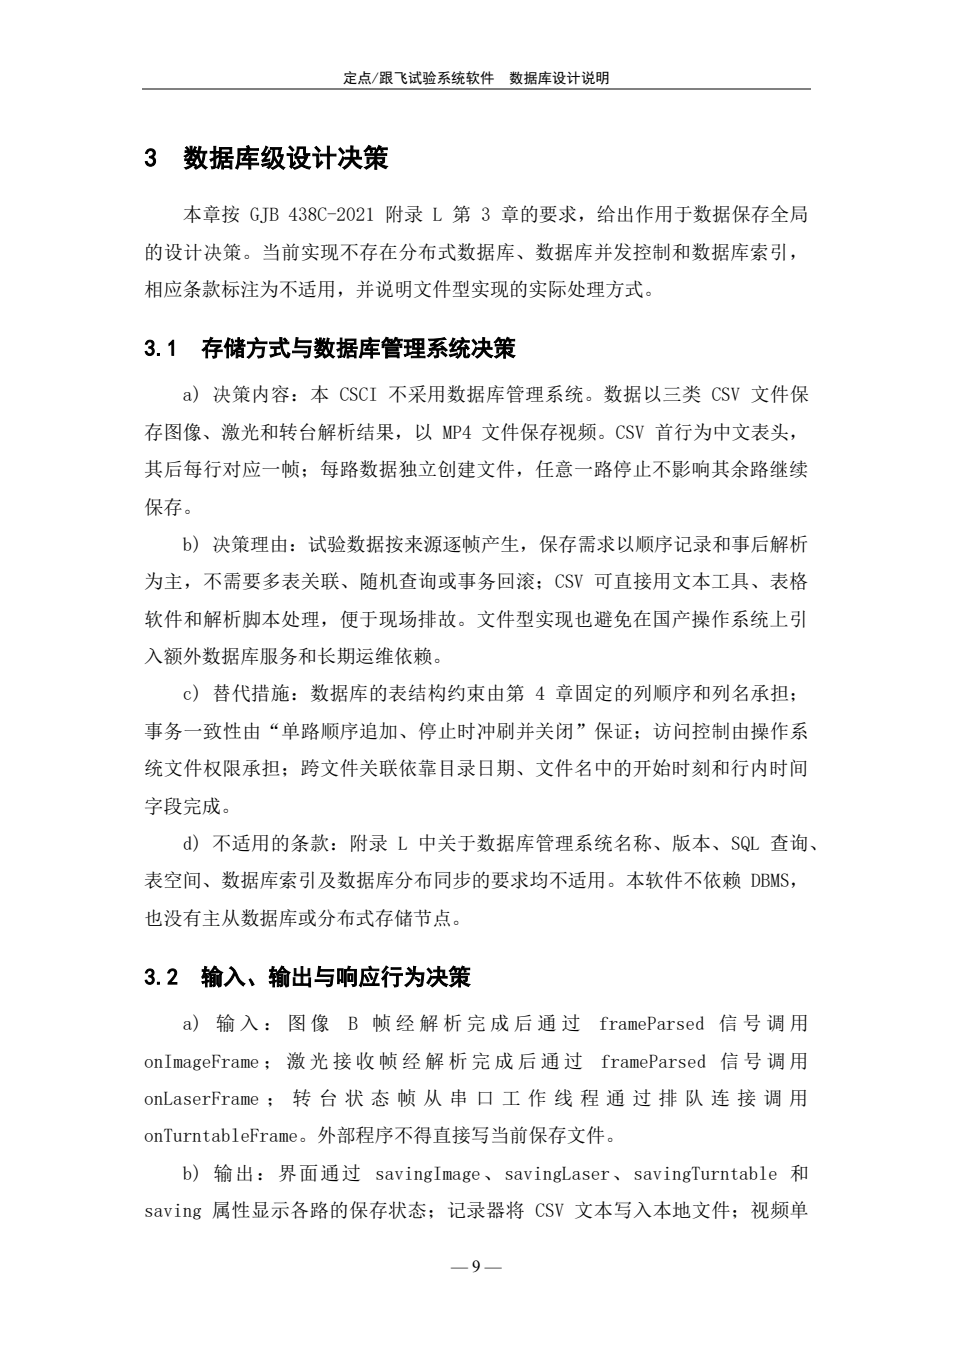 定点/跟飞试验系统软件　数据库设计说明
3　数据库级设计决策
本章按 GJB 438C-2021 附录 L 第 3 章的要求，给出作用于数据保存全局
的设计决策。当前实现不存在分布式数据库、数据库并发控制和数据库索引，
相应条款标注为不适用，并说明文件型实现的实际处理方式。
3.1　存储方式与数据库管理系统决策
a) 决策内容：本 CSCI 不采用数据库管理系统。数据以三类 CSV 文件保
存图像、激光和转台解析结果，以 MP4 文件保存视频。CSV 首行为中文表头，
其后每行对应一帧；每路数据独立创建文件，任意一路停止不影响其余路继续
保存。
b) 决策理由：试验数据按来源逐帧产生，保存需求以顺序记录和事后解析
为主，不需要多表关联、随机查询或事务回滚；CSV 可直接用文本工具、表格
软件和解析脚本处理，便于现场排故。文件型实现也避免在国产操作系统上引
入额外数据库服务和长期运维依赖。
c) 替代措施：数据库的表结构约束由第 4 章固定的列顺序和列名承担；
事务一致性由“单路顺序追加、停止时冲刷并关闭”保证；访问控制由操作系
统文件权限承担；跨文件关联依靠目录日期、文件名中的开始时刻和行内时间
字段完成。
d) 不适用的条款：附录 L 中关于数据库管理系统名称、版本、SQL 查询、
表空间、数据库索引及数据库分布同步的要求均不适用。本软件不依赖 DBMS，
也没有主从数据库或分布式存储节点。
3.2　输入、输出与响应行为决策
a) 输入：图像 B 帧经解析完成后通过 frameParsed 信号调用
onImageFrame；激光接收帧经解析完成后通过 frameParsed 信号调用
onLaserFrame；转台状态帧从串口工作线程通过排队连接调用
onTurntableFrame。外部程序不得直接写当前保存文件。
b) 输出：界面通过 savingImage、savingLaser、savingTurntable 和
saving 属性显示各路的保存状态；记录器将 CSV 文本写入本地文件；视频单
— 9 —